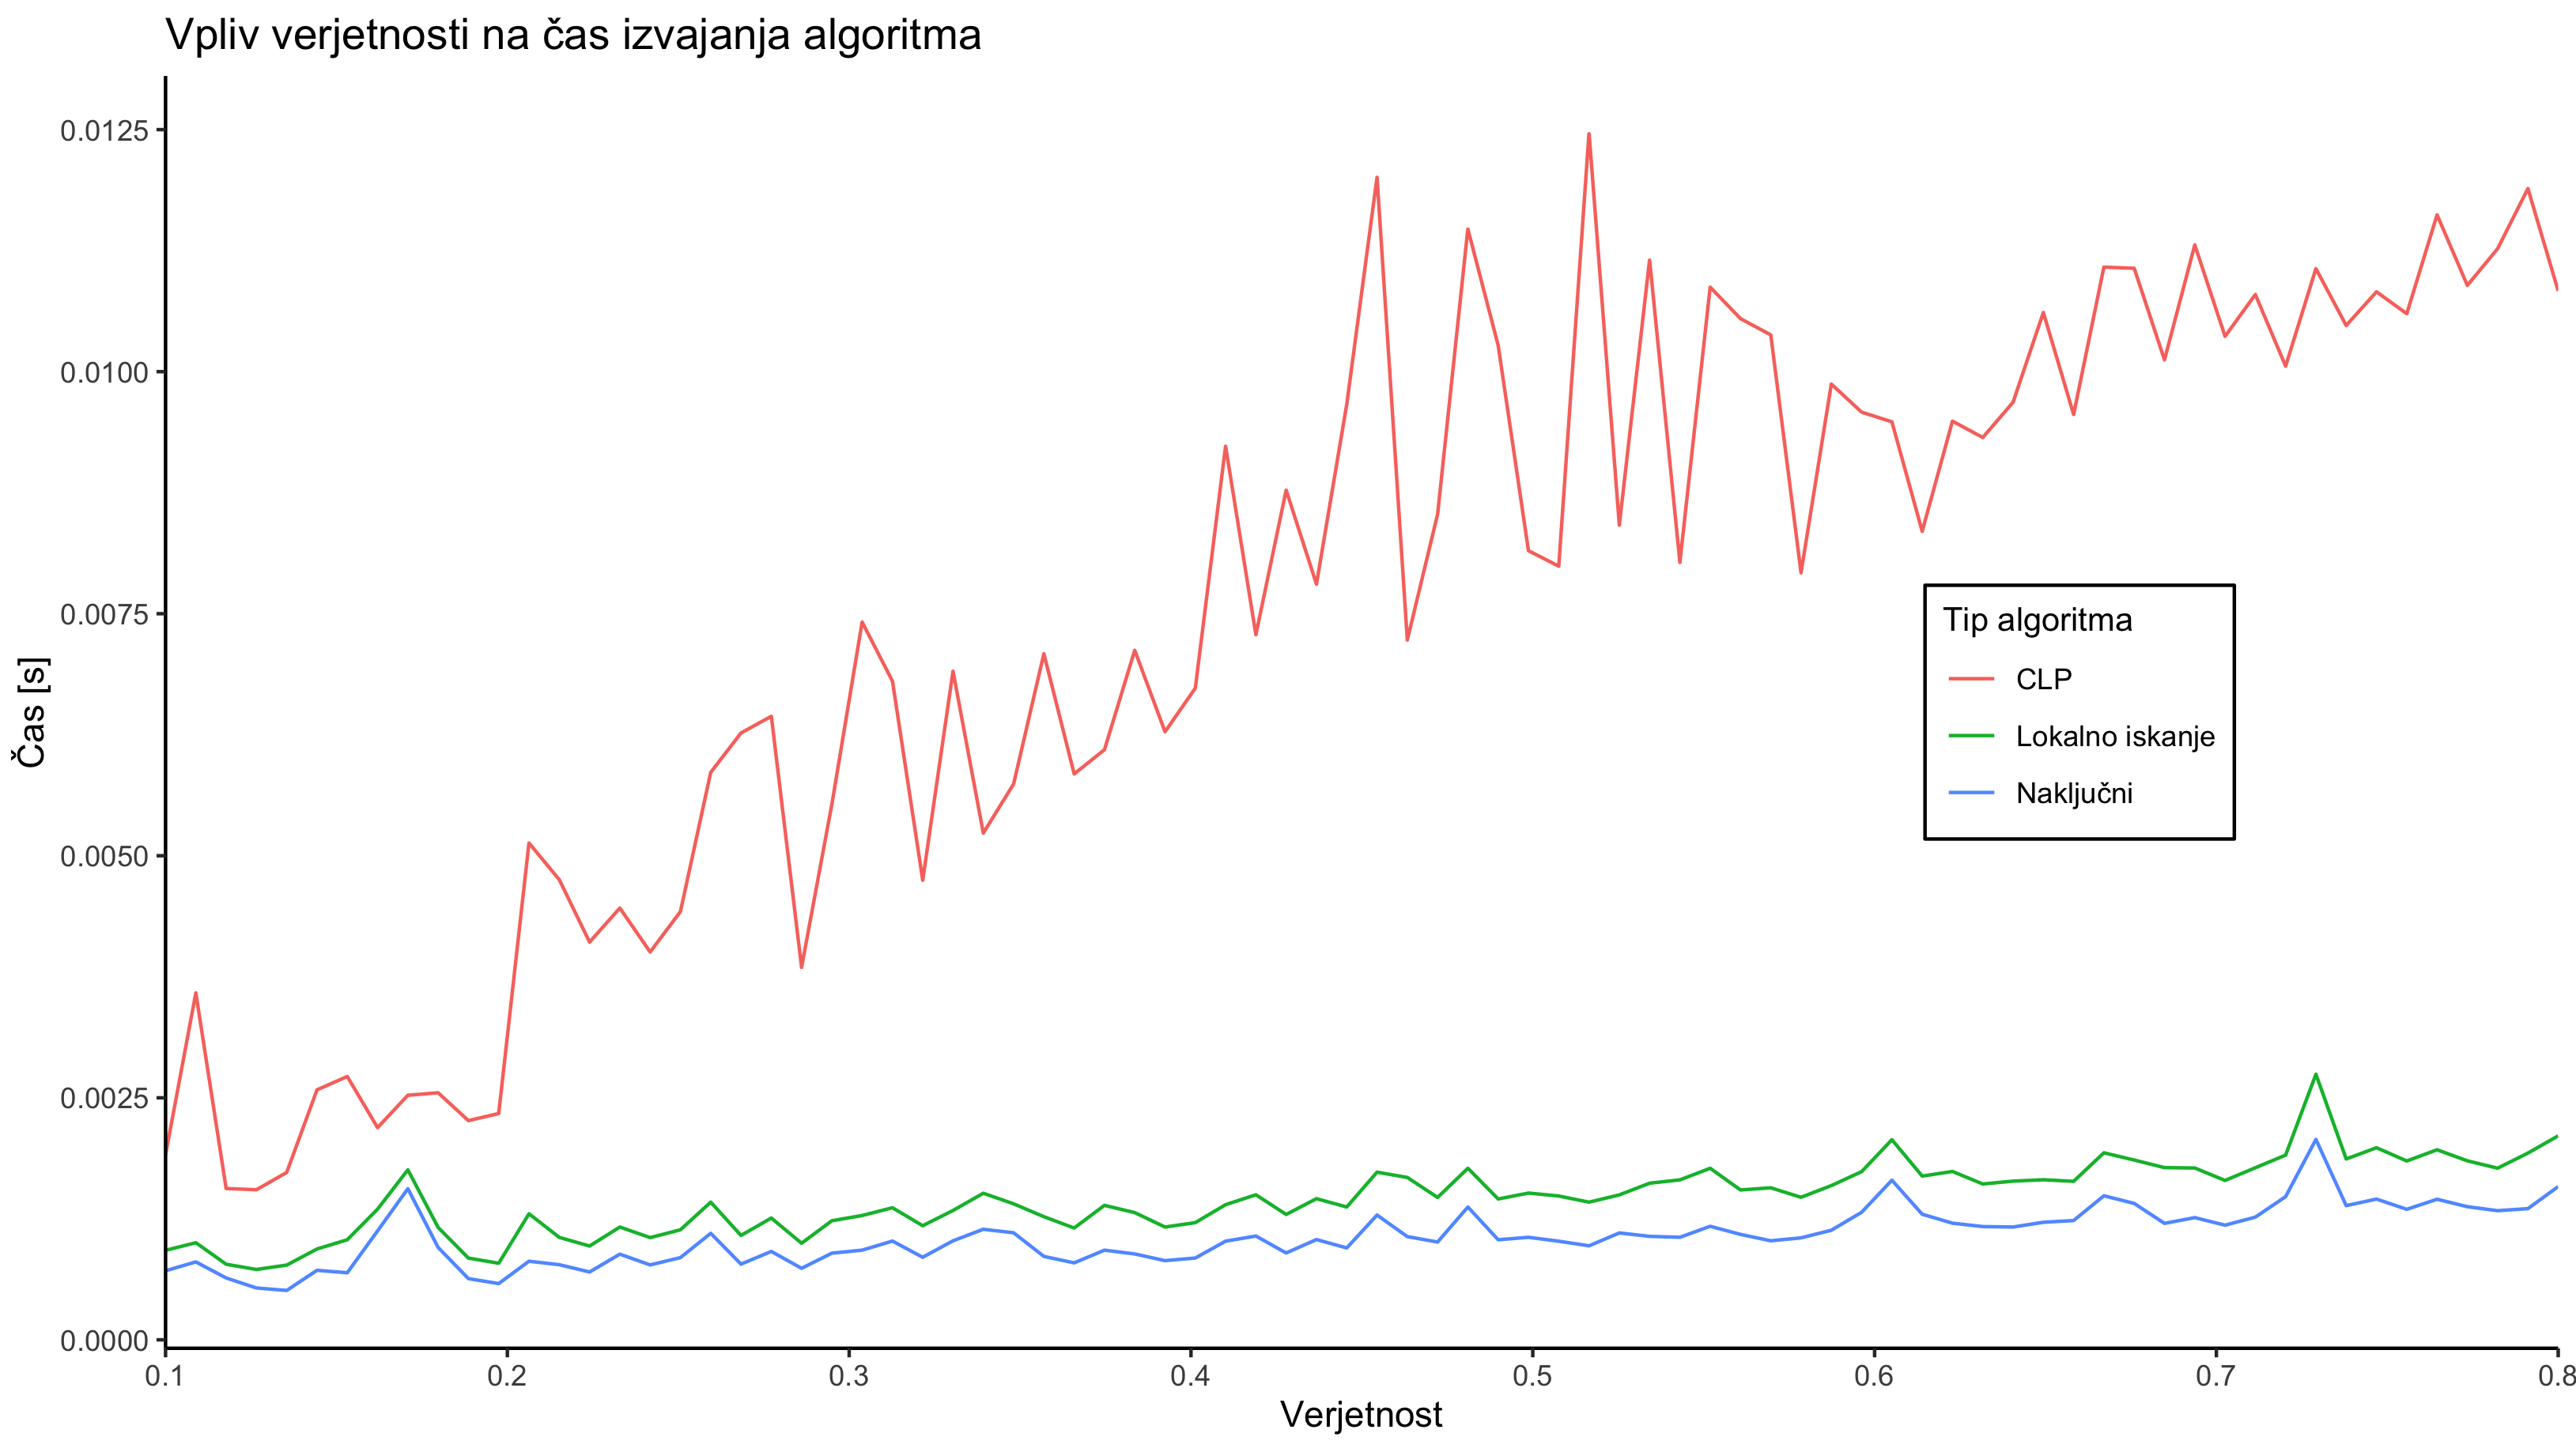 Vpliv verjetnosti na čas izvajanja algoritma
Čas [s]
0.0125
0.0100
0.0075
0.0050
0.0025
0.0000
Tip algoritma
CLP
Lokalno iskanje
Naključni
0.1 0.2 0.3 0.4 0.5 0.6 0.7 0.8
Verjetnost